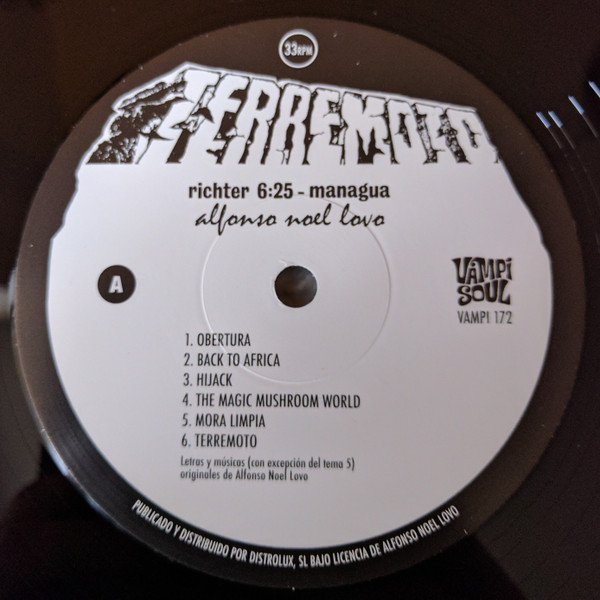 33RPM
TERREMOTO
richter 6:25 - managua
alfonso noel lovo
A
VAMPI
SOUL
VAMPI 172
1. OBERTURA
2. BACK TO AFRICA
3. HIJACK
4. THE MAGIC MUSHROOM WORLD
5. MORA LIMPIA
6. TERREMOTO
Letras y músicas (con excepción del tema 5)
originales de Alfonso Noel Lovo
PUBLICADO Y DISTRIBUIDO POR DISTROLUX, SL BAJO LICENCIA DE ALFONSO NOEL LOVO